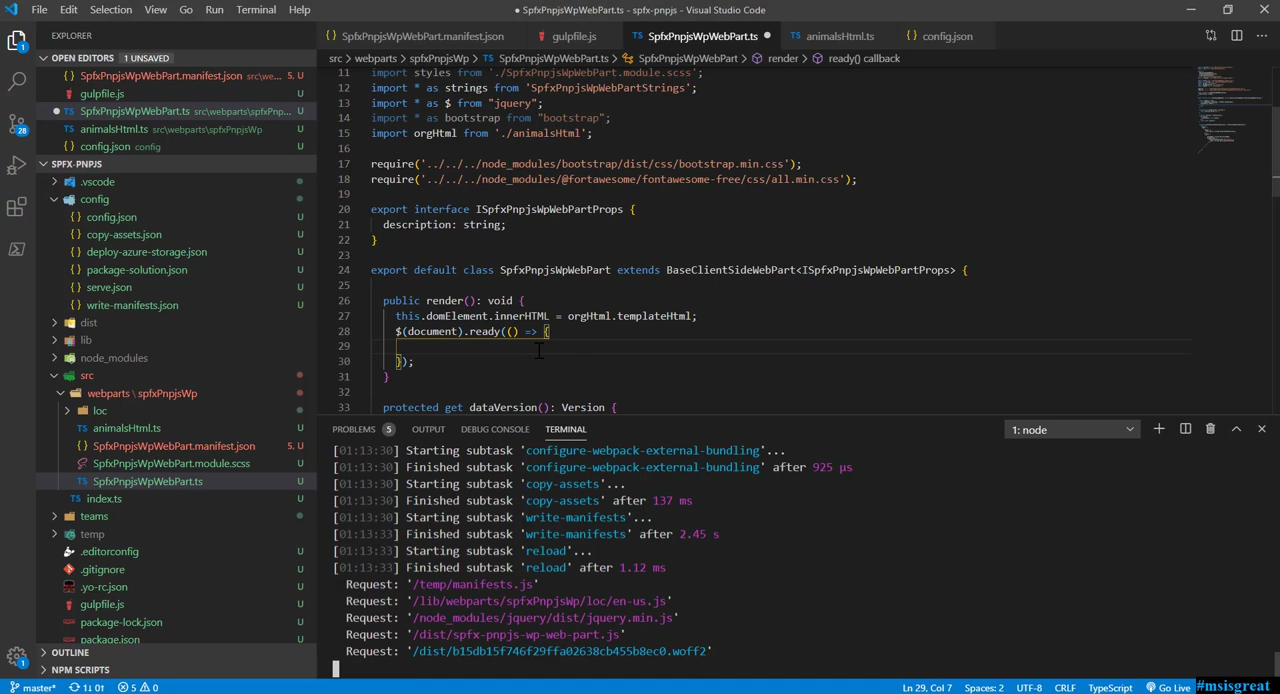 File Edit Selection View Go Run Terminal Help
● SpfxPnpjsWpWebPart.ts - spfx-pnpjs - Visual Studio Code
EXPLORER
OPEN EDITORS 1 UNSAVED
SpfxPnpjsWpWebPart.manifest.json src\we... 5, U
gulpfile.js U
SpfxPnpjsWpWebPart.ts src\webparts\spfxPnp... U
animalsHtml.ts src\webparts\spfxPnpjsWp U
config.json config U
SPFX-PNPJS
.vscode
config
config.json U
copy-assets.json U
deploy-azure-storage.json U
package-solution.json U
serve.json U
write-manifests.json U
dist
lib
node_modules
src
webparts \ spfxPnpjsWp
loc
animalsHtml.ts U
SpfxPnpjsWpWebPart.manifest.json 5, U
SpfxPnpjsWpWebPart.module.scss U
SpfxPnpjsWpWebPart.ts U
index.ts U
teams
temp
.editorconfig U
.gitignore U
.yo-rc.json U
gulpfile.js U
package-lock.json U
package.json U
OUTLINE
NPM SCRIPTS
SpfxPnpjsWpWebPart.manifest.json gulpfile.js SpfxPnpjsWpWebPart.ts ● animalsHtml.ts config.json
src > webparts > spfxPnpjsWp > SpfxPnpjsWpWebPart.ts > SpfxPnpjsWpWebPart > render > ready() callback
11 import styles from './SpfxPnpjsWpWebPart.module.scss';
12 import * as strings from 'SpfxPnpjsWpWebPartStrings';
13 import * as $ from "jquery";
14 import * as bootstrap from "bootstrap";
15 import orgHtml from './animalsHtml';
16
17 require('../../../node_modules/bootstrap/dist/css/bootstrap.min.css');
18 require('../../../node_modules/@fortawesome/fontawesome-free/css/all.min.css');
19
20 export interface ISpfxPnpjsWpWebPartProps {
21 description: string;
22 }
23
24 export default class SpfxPnpjsWpWebPart extends BaseClientSideWebPart<ISpfxPnpjsWpWebPartProps> {
25
26 public render(): void {
27 this.domElement.innerHTML = orgHtml.templateHtml;
28 $(document).ready(() => {
29
30 });
31 }
32
33 protected get dataVersion(): Version {
PROBLEMS 5 OUTPUT DEBUG CONSOLE TERMINAL 1: node
[01:13:30] Starting subtask 'configure-webpack-external-bundling'...
[01:13:30] Finished subtask 'configure-webpack-external-bundling' after 925 μs
[01:13:30] Starting subtask 'copy-assets'...
[01:13:30] Finished subtask 'copy-assets' after 137 ms
[01:13:30] Starting subtask 'write-manifests'...
[01:13:33] Finished subtask 'write-manifests' after 2.45 s
[01:13:33] Starting subtask 'reload'...
[01:13:33] Finished subtask 'reload' after 1.12 ms
Request: '/temp/manifests.js'
Request: '/lib/webparts/spfxPnpjsWp/loc/en-us.js'
Request: '/node_modules/jquery/dist/jquery.min.js'
Request: '/dist/spfx-pnpjs-wp-web-part.js'
Request: '/dist/b15db15f746f29ffa02638cb455b8ec0.woff2'
1
28
1
master* 1↓ 0↑ 5 0 Ln 29, Col 7 Spaces: 2 UTF-8 CRLF TypeScript Go Live #msisgreat